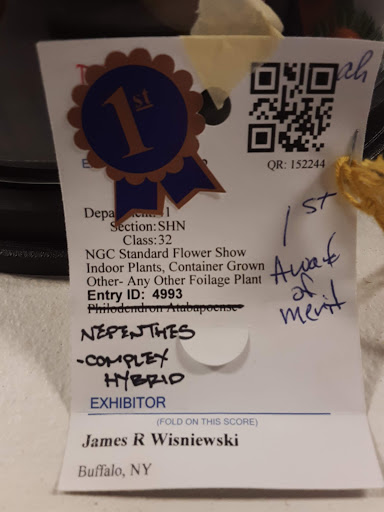 1st
QR: 152244
Section:SHN
Class:32
NGC Standard Flower Show
Indoor Plants, Container Grown
Other- Any Other Foilage Plant
Entry ID: 4993
Philodendron Atabapoense
NEPENTHES
-COMPLEX
HYBRID
1st
Award
of
merit
EXHIBITOR
(FOLD ON THIS SCORE)
James R Wisniewski
Buffalo, NY